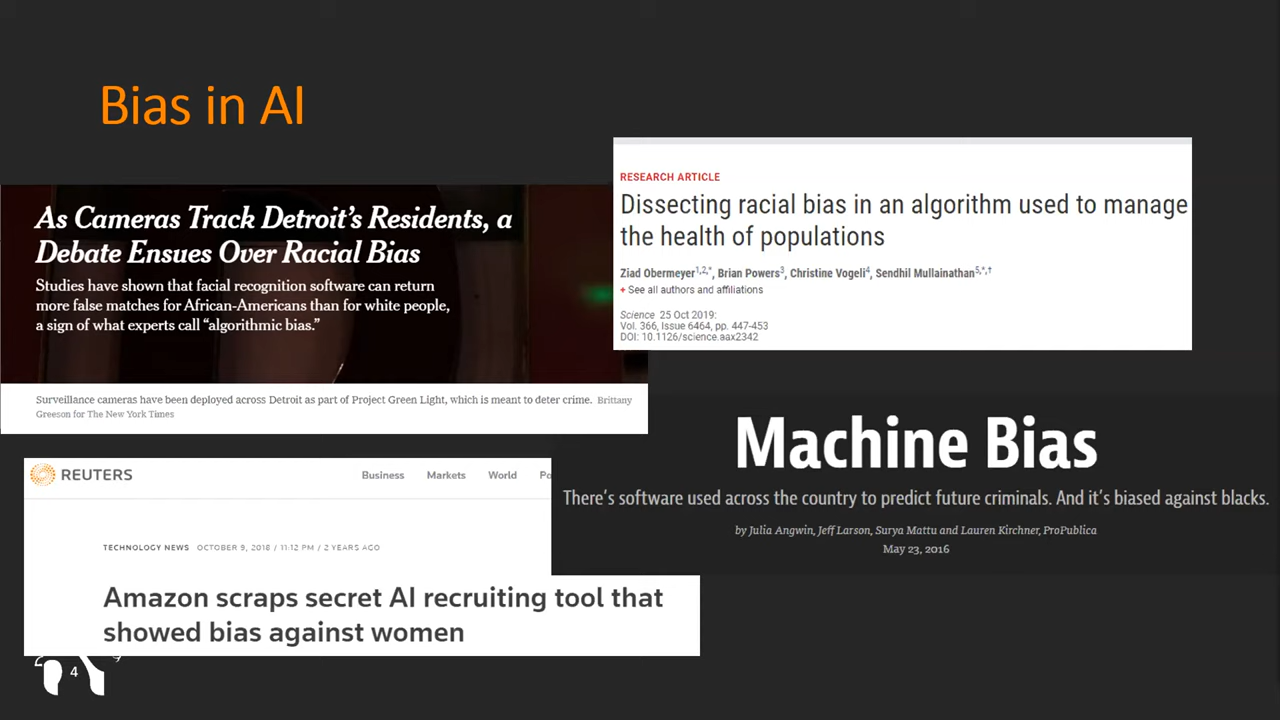 Bias in AI
As Cameras Track Detroit's Residents, a
Debate Ensues Over Racial Bias
Studies have shown that facial recognition software can return
more false matches for African-Americans than for white people,
a sign of what experts call “algorithmic bias.”
Surveillance cameras have been deployed across Detroit as part of Project Green Light, which is meant to deter crime. Brittany
Greeson for The New York Times
RESEARCH ARTICLE
Dissecting racial bias in an algorithm used to manage
the health of populations
Ziad Obermeyer1,2,*, Brian Powers3, Christine Vogeli4, Sendhil Mullainathan5,*,†
+ See all authors and affiliations
Science 25 Oct 2019:
Vol. 366, Issue 6464, pp. 447-453
DOI: 10.1126/science.aax2342
Machine Bias
There's software used across the country to predict future criminals. And it's biased against blacks.
by Julia Angwin, Jeff Larson, Surya Mattu and Lauren Kirchner, ProPublica
May 23, 2016
REUTERS Business Markets World Po
TECHNOLOGY NEWS OCTOBER 9, 2018 / 11:12 PM / 2 YEARS AGO
Amazon scraps secret AI recruiting tool that
showed bias against women
4